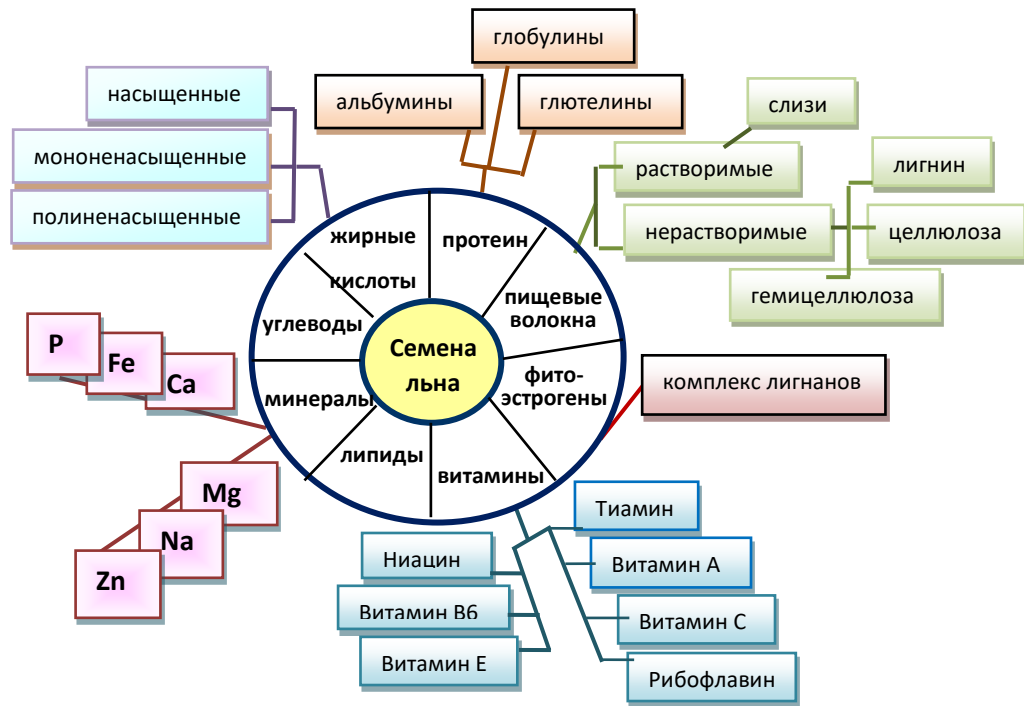 глобулины
насыщенные
альбумины
глютелины
слизи
мононенасыщенные
растворимые
лигнин
полиненасыщенные
нерастворимые
целлюлоза
гемицеллюлоза
жирные
кислоты
протеин
пищевые
волокна
углеводы
Семена
льна
фито-
эстрогены
минералы
липиды
витамины
комплекс лигнанов
P
Fe
Ca
Mg
Na
Zn
Тиамин
Ниацин
Витамин А
Витамин В6
Витамин С
Витамин Е
Рибофлавин